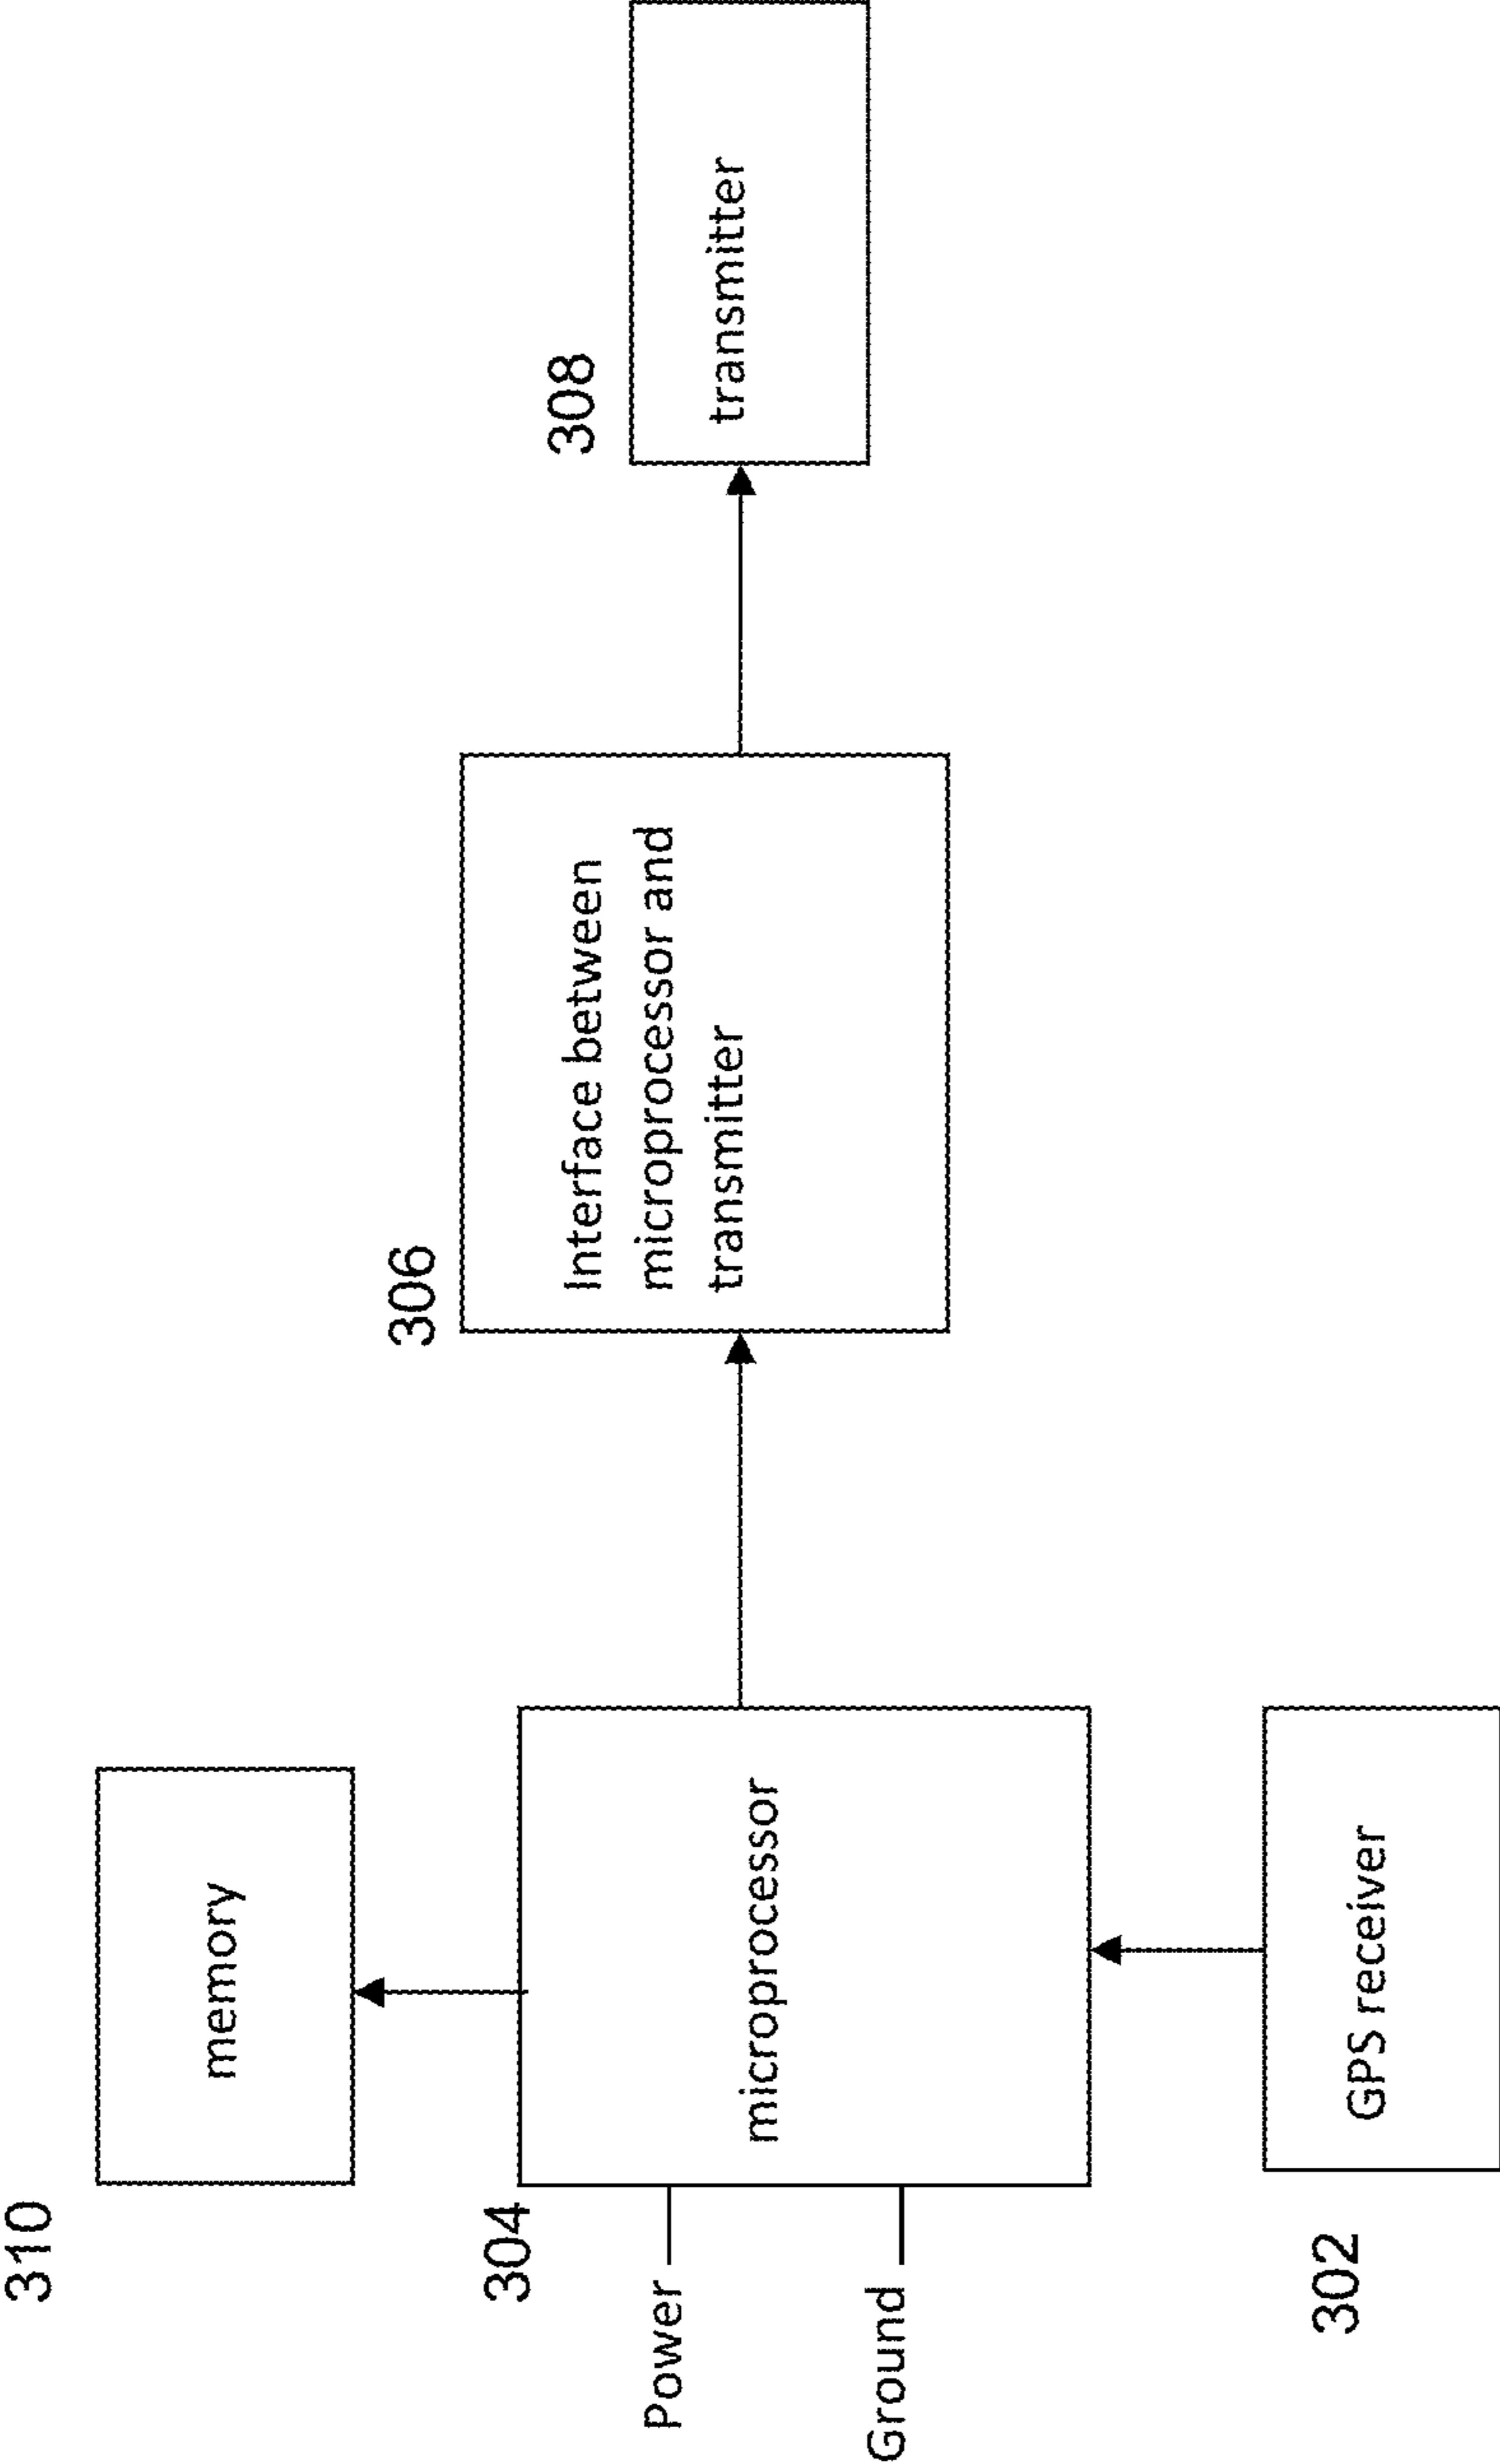 310
memory
304
Power
microprocessor
Ground
302
GPS receiver
306
Interface between
microprocessor and
transmitter
308
transmitter